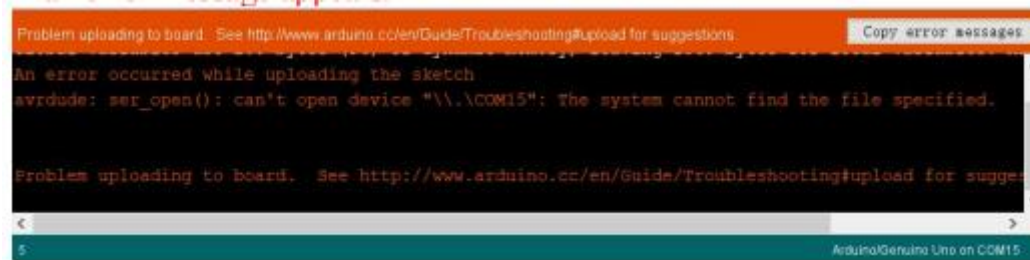 Problem uploading to board. See http://www.arduino.cc/en/Guide/Troubleshooting#upload for suggestions.
Copy error messages
An error occurred while uploading the sketch
avrdude: ser_open(): can't open device "\\.\COM15": The system cannot find the file specified.
Problem uploading to board. See http://www.arduino.cc/en/Guide/Troubleshooting#upload for sugges
5
Arduino/Genuino Uno on COM15